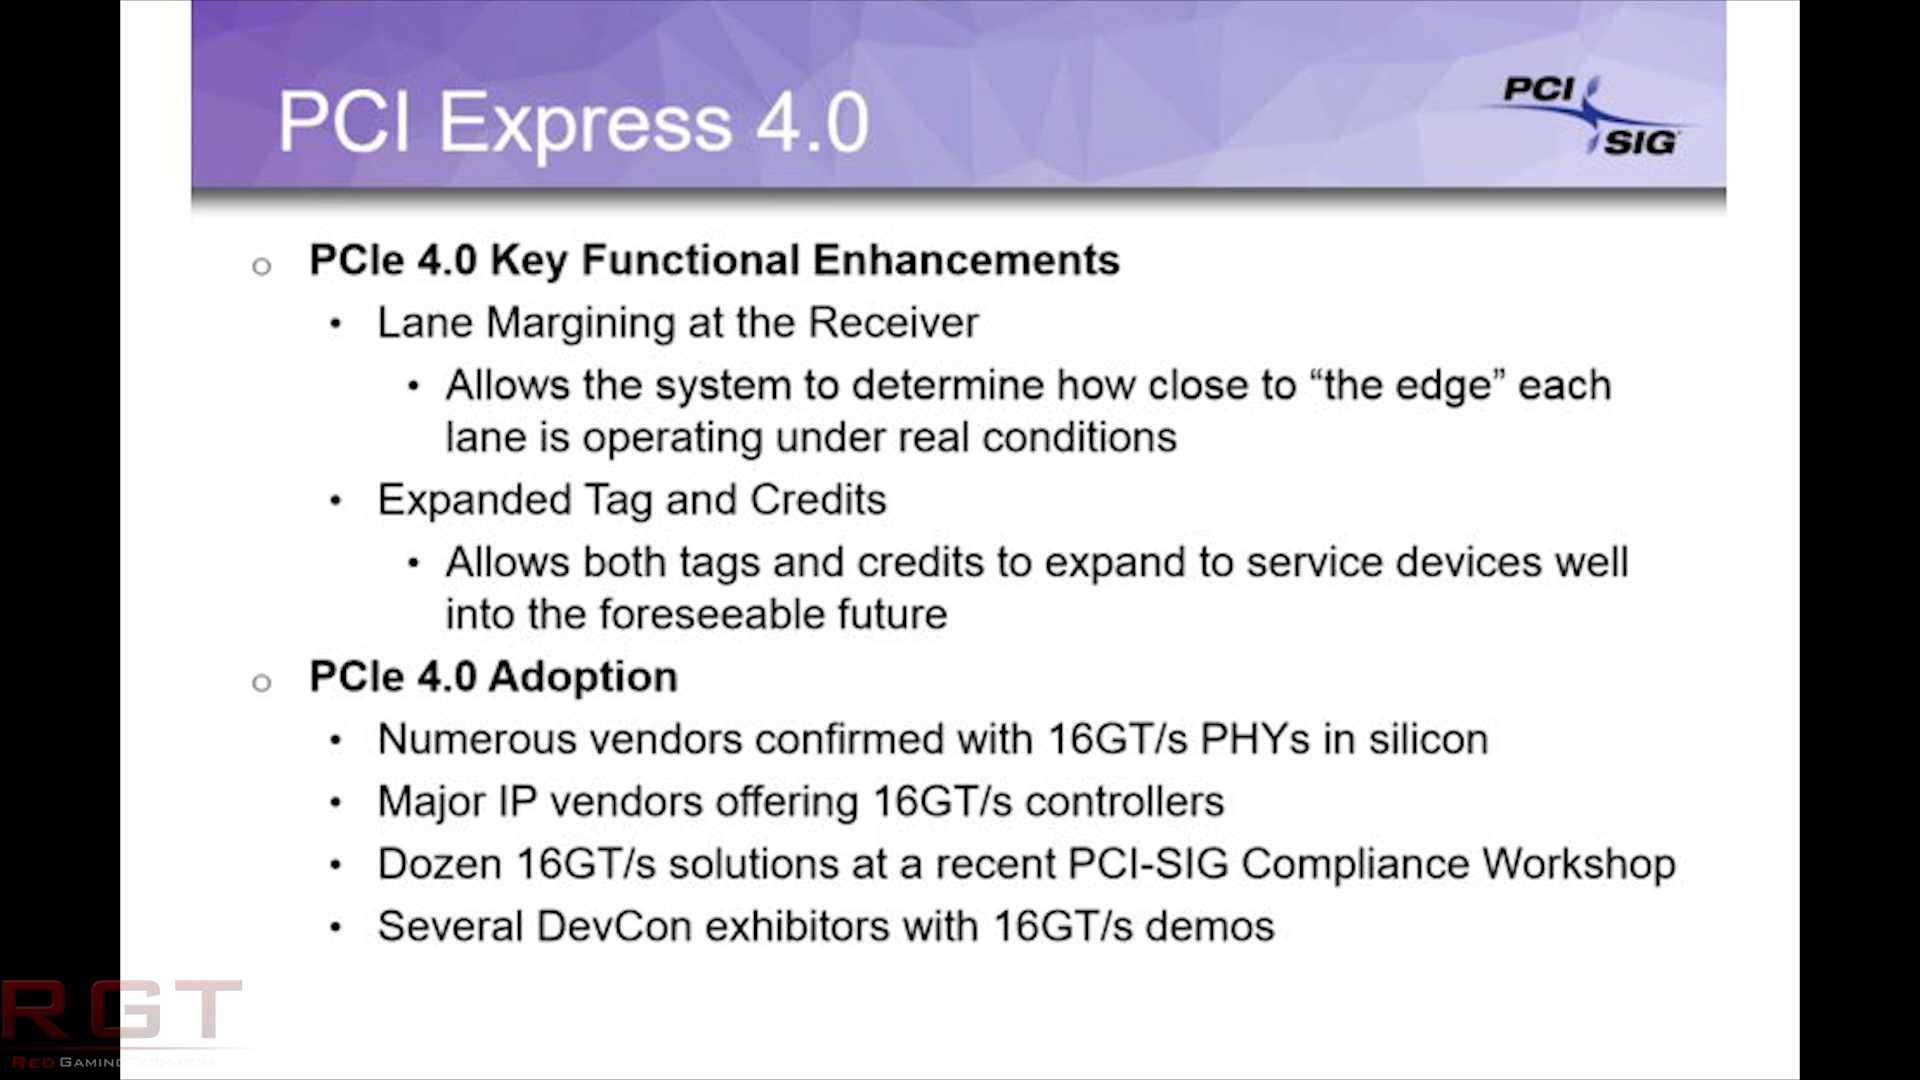 PCI Express 4.0
PCI
SIG
PCIe 4.0 Key Functional Enhancements
Lane Margining at the Receiver
Allows the system to determine how close to “the edge” each
lane is operating under real conditions
Expanded Tag and Credits
Allows both tags and credits to expand to service devices well
into the foreseeable future
PCIe 4.0 Adoption
Numerous vendors confirmed with 16GT/s PHYs in silicon
Major IP vendors offering 16GT/s controllers
Dozen 16GT/s solutions at a recent PCI-SIG Compliance Workshop
Several DevCon exhibitors with 16GT/s demos
RGT
REDGAMINGTECH.COM